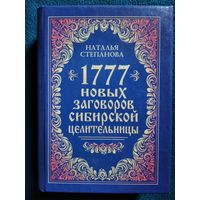 НАТАЛЬЯ
СТЕПАНОВА
1777
НОВЫХ
ЗАГОВОРОВ
СИБИРСКОЙ
ЦЕЛИТЕЛЬНИЦЫ